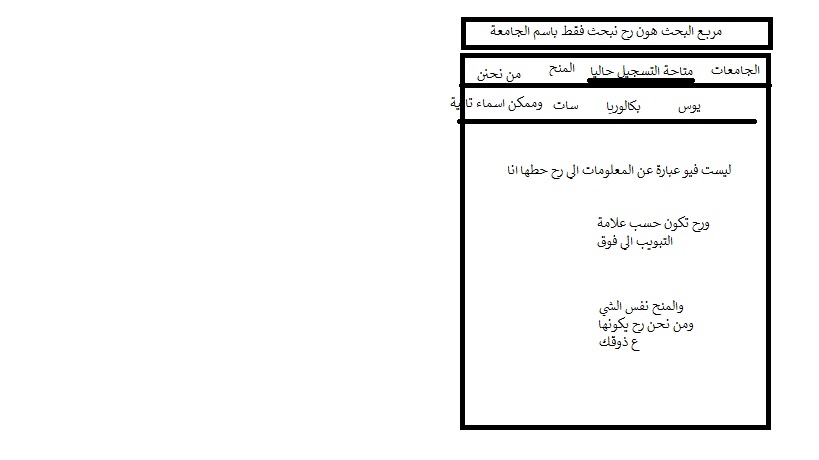 مربع البحث هون رح نبحث فقط باسم الجامعة
الجامعات متاحة التسجيل حاليا المنح من نحنن
يوس بكالوريا سات وممكن اسماء تانية
ليست فيو عبارة عن المعلومات الي رح حطها انا
ورح تكون حسب علامة
التبويب الي فوق
والمنح نفس الشي
ومن نحن رح يكونها
ع ذوقك